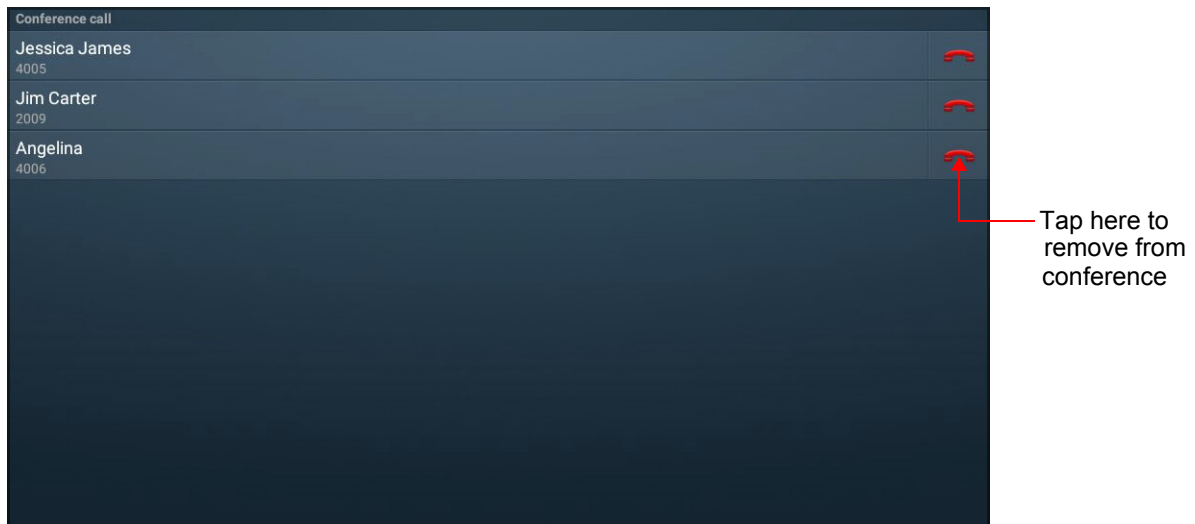 Conference call
Jessica James
4005
Jim Carter
2009
Angelina
4006
Tap here to
remove from
conference